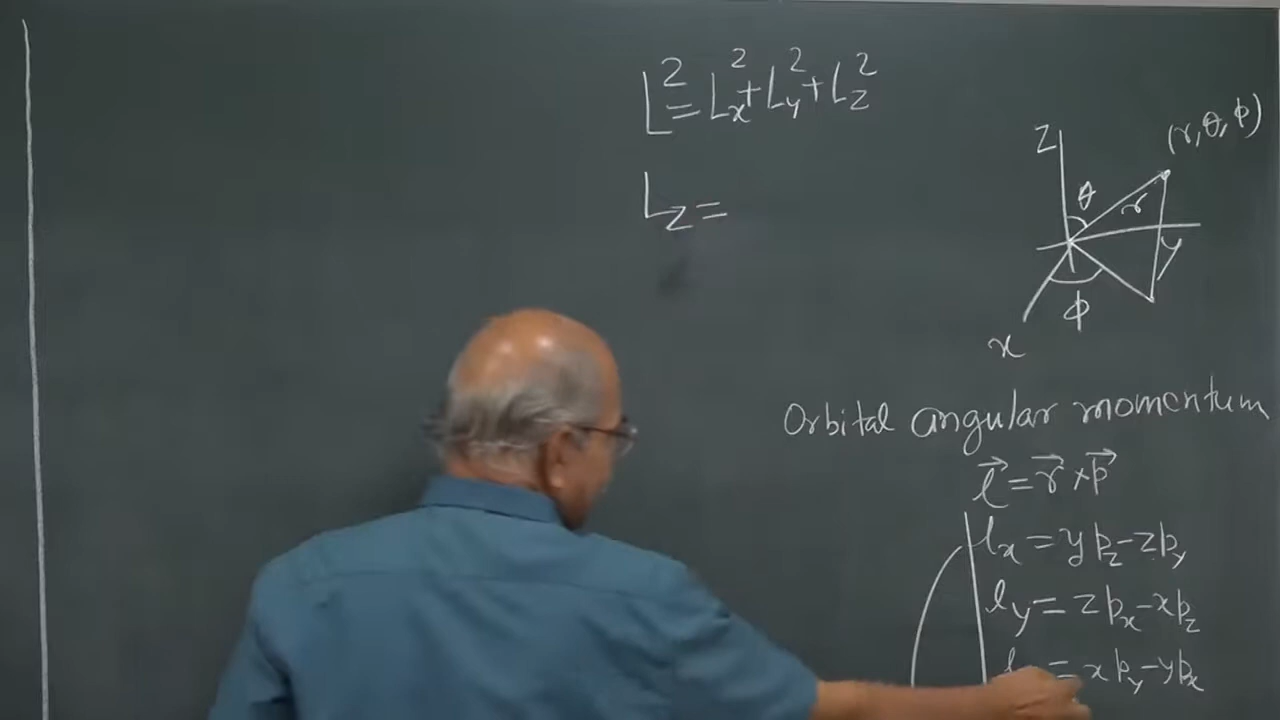 L² = Lx² + Ly² + Lz²
Lz =
z
(r, θ, ϕ)
θ
r
y
ϕ
x
Orbital angular momentum
l⃗ = r⃗ × p⃗
lx = y pz - z py
ly = z px - x pz
= x py - y px